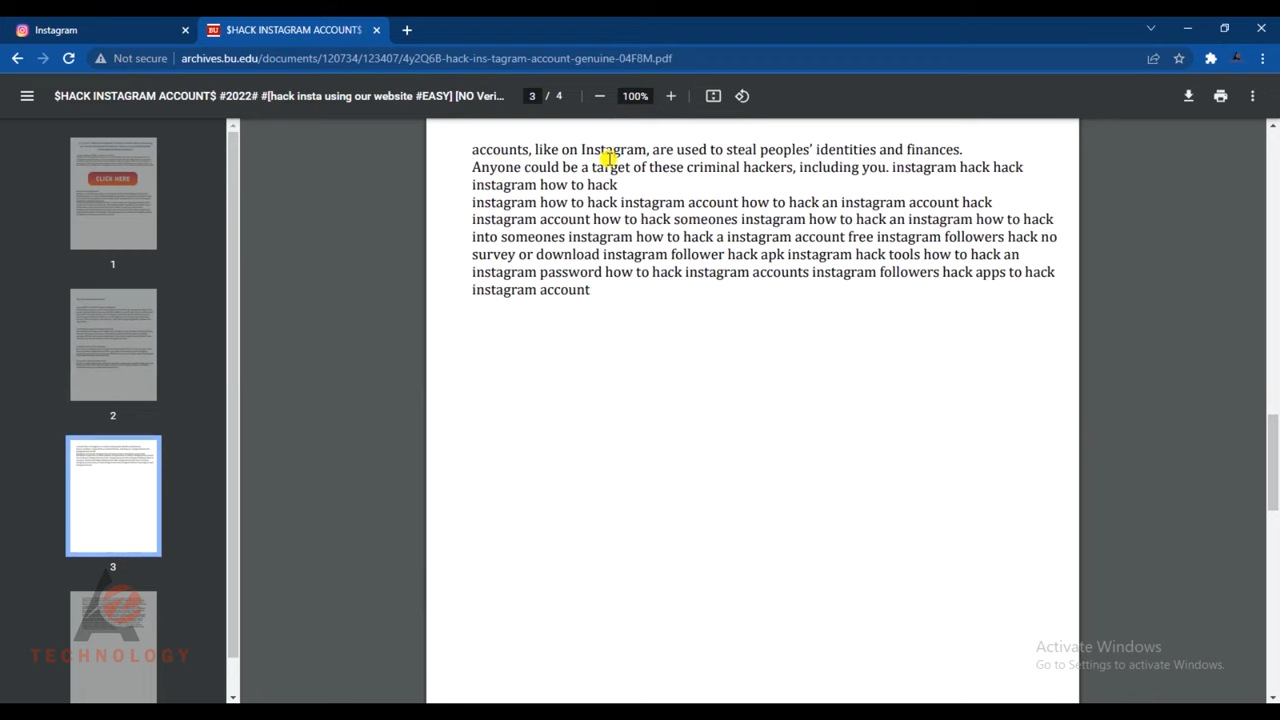 Instagram
BU $HACK INSTAGRAM ACCOUNT$
Not secure archives.bu.edu/documents/120734/123407/4y2Q6B-hack-ins-tagram-account-genuine-04F8M.pdf
$HACK INSTAGRAM ACCOUNT$ #2022# #[hack insta using our website #EASY] [NO Veri... 3 / 4 100%
CLICK HERE
1
2
3
TECHNOLOGY
accounts, like on Instagram, are used to steal peoples’ identities and finances.
Anyone could be a target of these criminal hackers, including you. instagram hack hack
instagram how to hack
instagram how to hack instagram account how to hack an instagram account hack
instagram account how to hack someones instagram how to hack an instagram how to hack
into someones instagram how to hack a instagram account free instagram followers hack no
survey or download instagram follower hack apk instagram hack tools how to hack an
instagram password how to hack instagram accounts instagram followers hack apps to hack
instagram account
Activate Windows
Go to Settings to activate Windows.